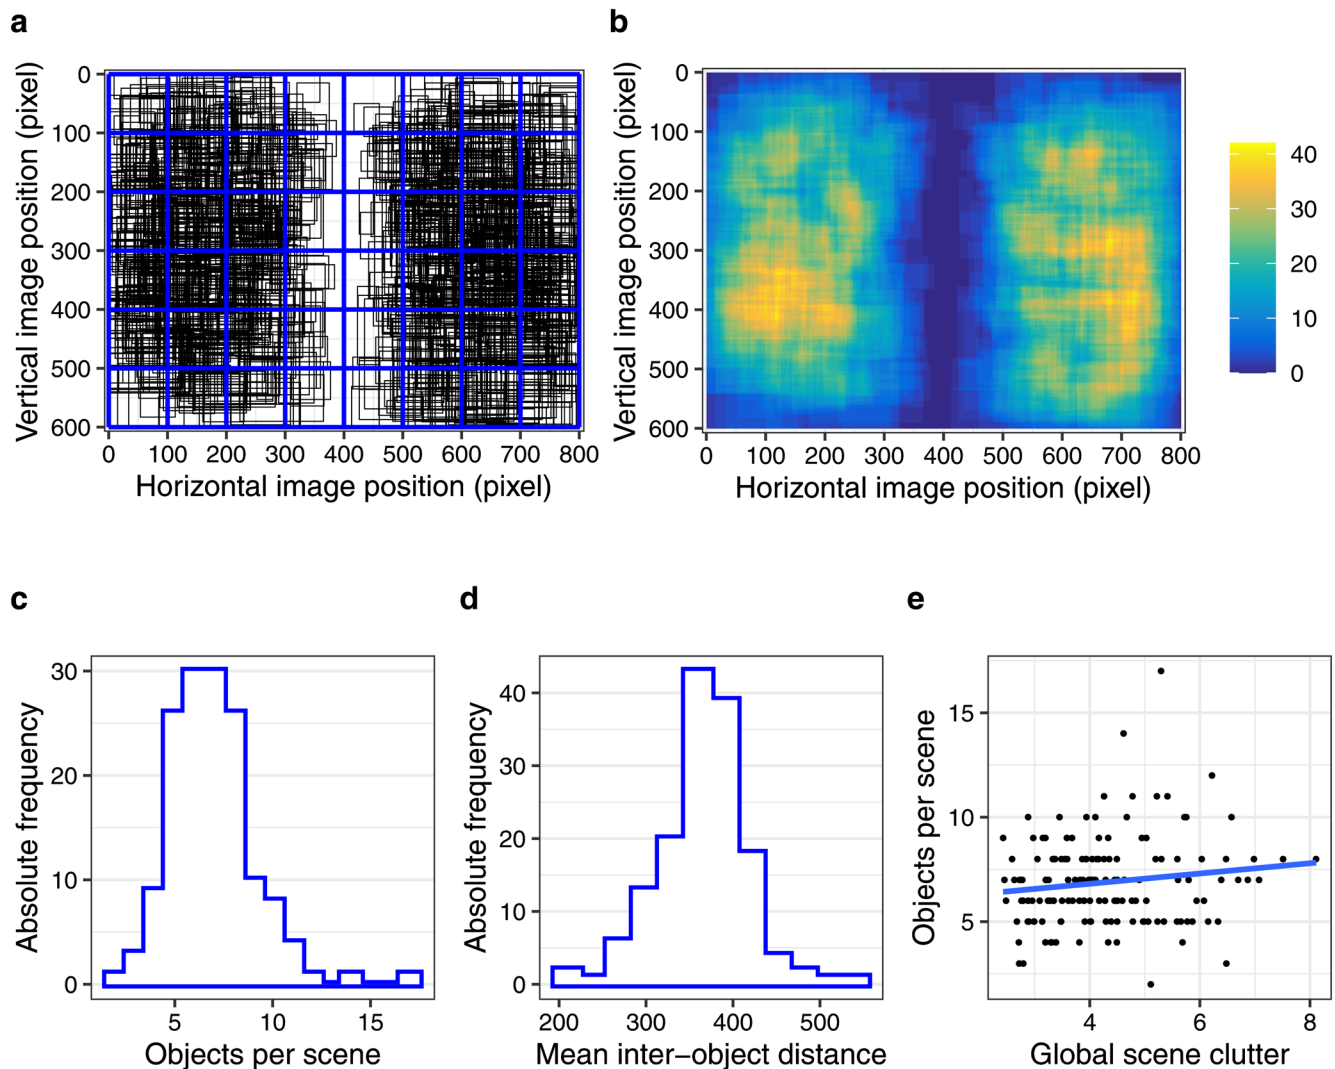 a
b
Vertical image position (pixel)
0
100
200
300
400
500
600
0 100 200 300 400 500 600 700 800
Horizontal image position (pixel)
Vertical image position (pixel)
0
100
200
300
400
500
600
0 100 200 300 400 500 600 700 800
Horizontal image position (pixel)
40
30
20
10
0
c
d
e
Absolute frequency
30
20
10
0
5 10 15
Objects per scene
Absolute frequency
40
30
20
10
0
200 300 400 500
Mean inter−object distance
Objects per scene
15
10
5
4 6 8
Global scene clutter